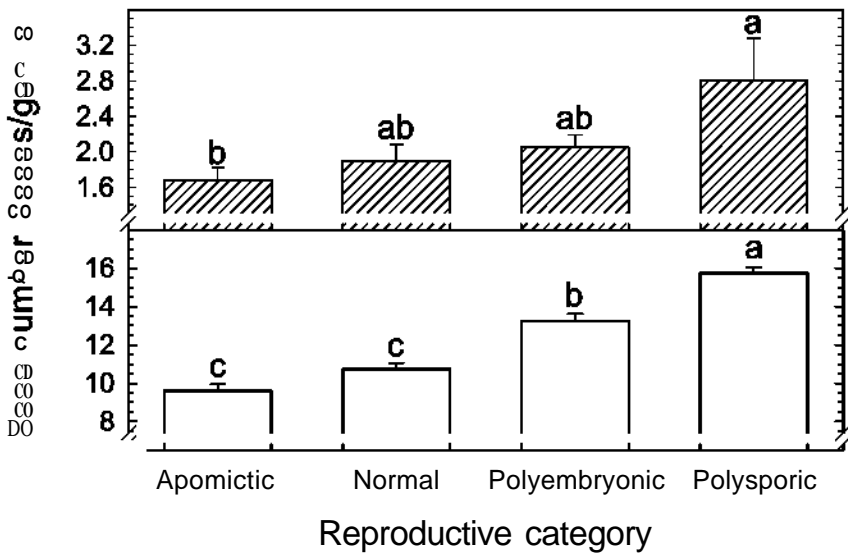 3.2
2.8
2.4
2.0
1.6
a
ab
ab
b
16
14
12
10
8
a
b
c
c
s/g
Apomictic Normal Polyembryonic Polysporic
Reproductive category